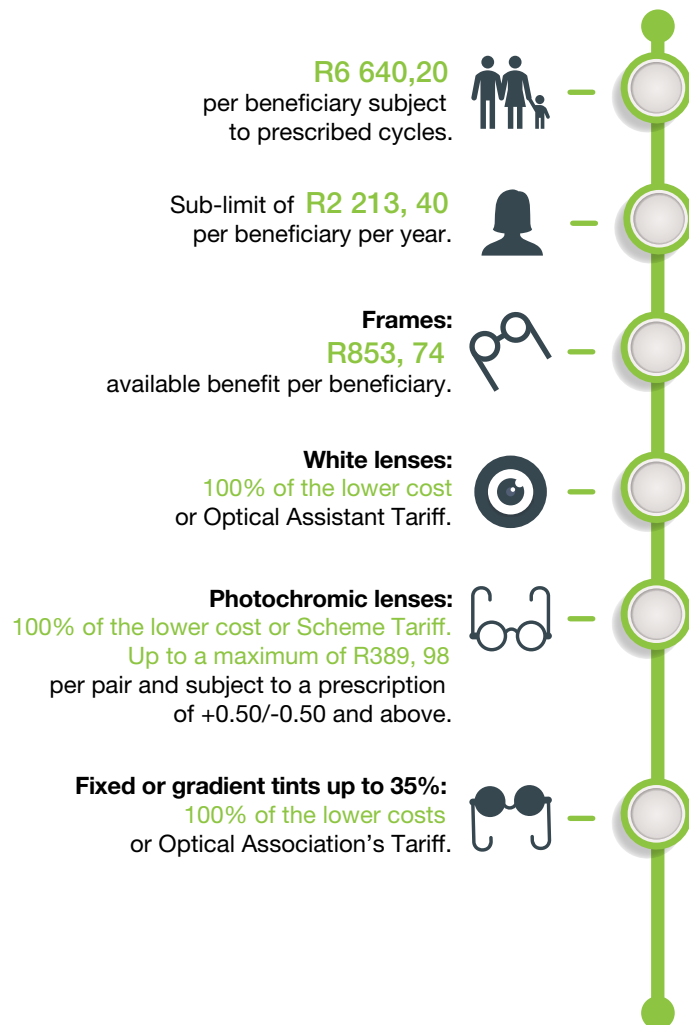 R6 640,20
per beneficiary subject
to prescribed cycles.
Sub-limit of R2 213, 40
per beneficiary per year.
Frames:
R853, 74
available benefit per beneficiary.
White lenses:
100% of the lower cost
or Optical Assistant Tariff.
Photochromic lenses:
100% of the lower cost or Scheme Tariff.
Up to a maximum of R389, 98
per pair and subject to a prescription
of +0.50/-0.50 and above.
Fixed or gradient tints up to 35%:
100% of the lower costs
or Optical Association’s Tariff.